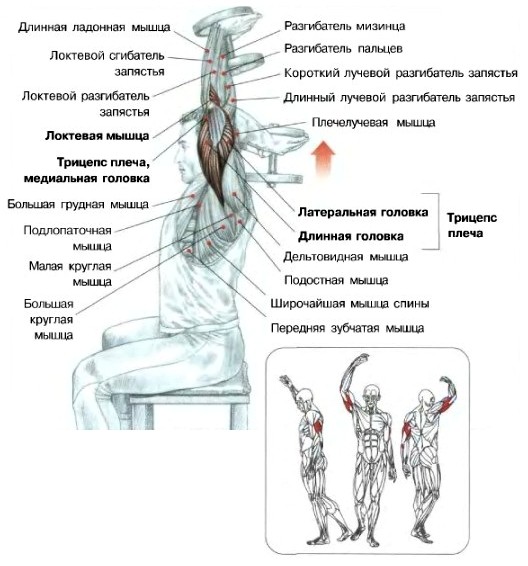 Длинная ладонная мышца
Локтевой сгибатель
запястья
Локтевой разгибатель
запястья
Локтевая мышца
Трицепс плеча,
медиальная головка
Большая грудная мышца
Подлопаточная
мышца
Малая круглая
мышца
Большая
круглая
мышца
Разгибатель мизинца
Разгибатель пальцев
Короткий лучевой разгибатель запястья
Длинный лучевой разгибатель запястья
Плечелучевая мышца
Латеральная головка
Длинная головка
Трицепс
плеча
Дельтовидная мышца
Подостная мышца
Широчайшая мышца спины
Передняя зубчатая мышца